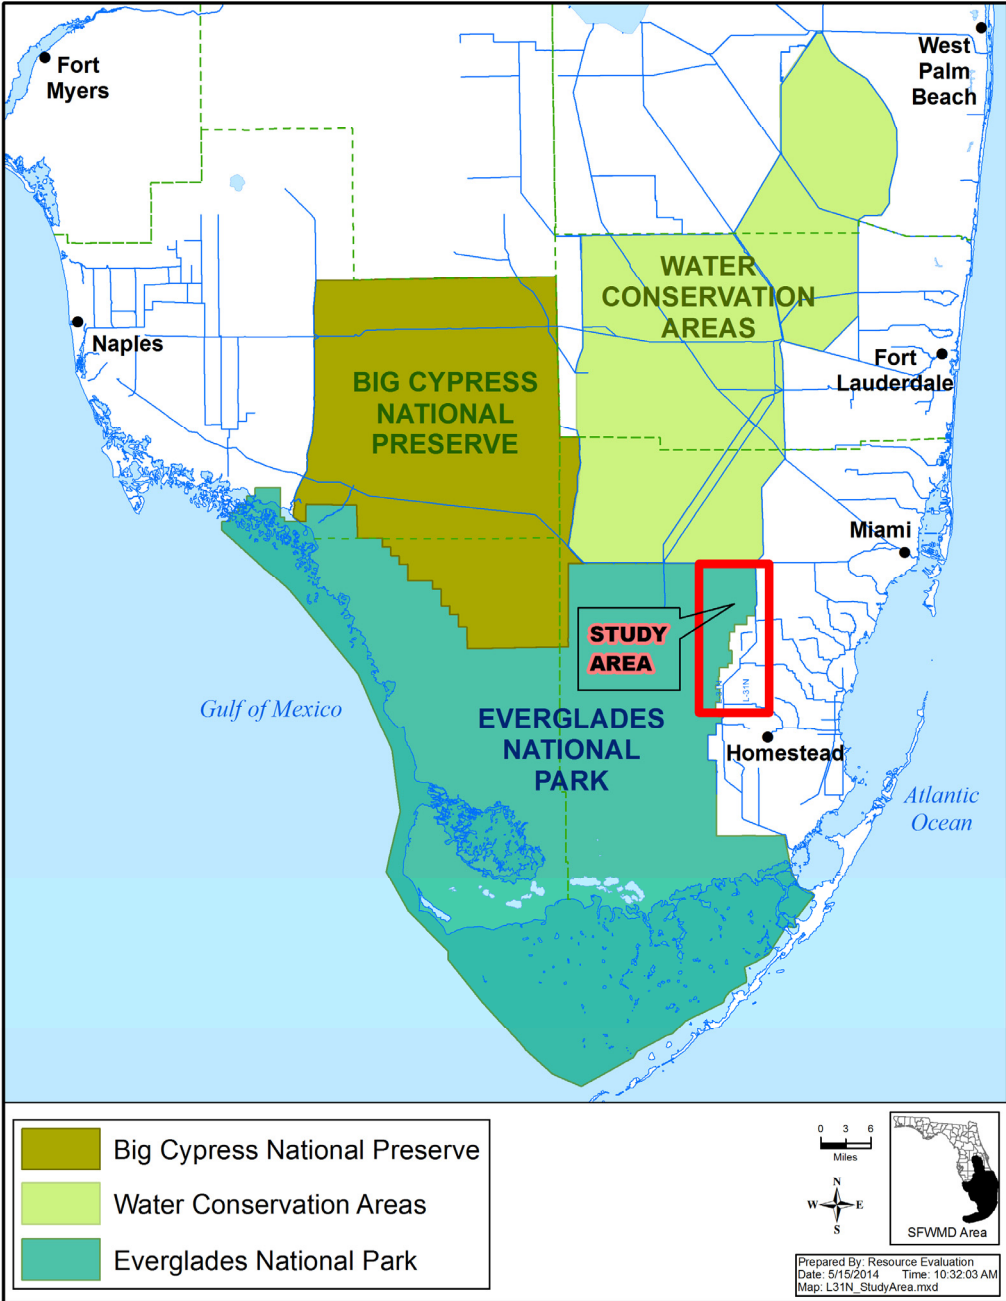 Fort
Myers
West
Palm
Beach
WATER
CONSERVATION
AREAS
Naples
Fort
Lauderdale
BIG CYPRESS
NATIONAL
PRESERVE
Miami
STUDY
AREA
L-31N
L-31N
Gulf of Mexico
EVERGLADES
NATIONAL
PARK
Homestead
Atlantic
Ocean
Big Cypress National Preserve
Water Conservation Areas
Everglades National Park
0 3 6
Miles
N
W E
S
SFWMD Area
Prepared By: Resource Evaluation
Date: 5/15/2014 Time: 10:32:03 AM
Map: L31N_StudyArea.mxd